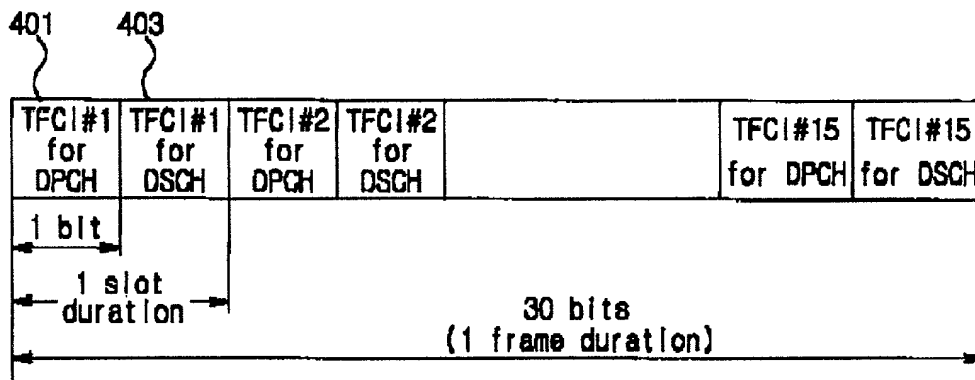 401 403
TFCI#1 for DPCH
TFCI#1 for DSCH
TFCI#2 for DPCH
TFCI#2 for DSCH
TFCI#15 for DPCH
TFCI#15 for DSCH
1 bit
1 slot duration
30 bits
(1 frame duration)